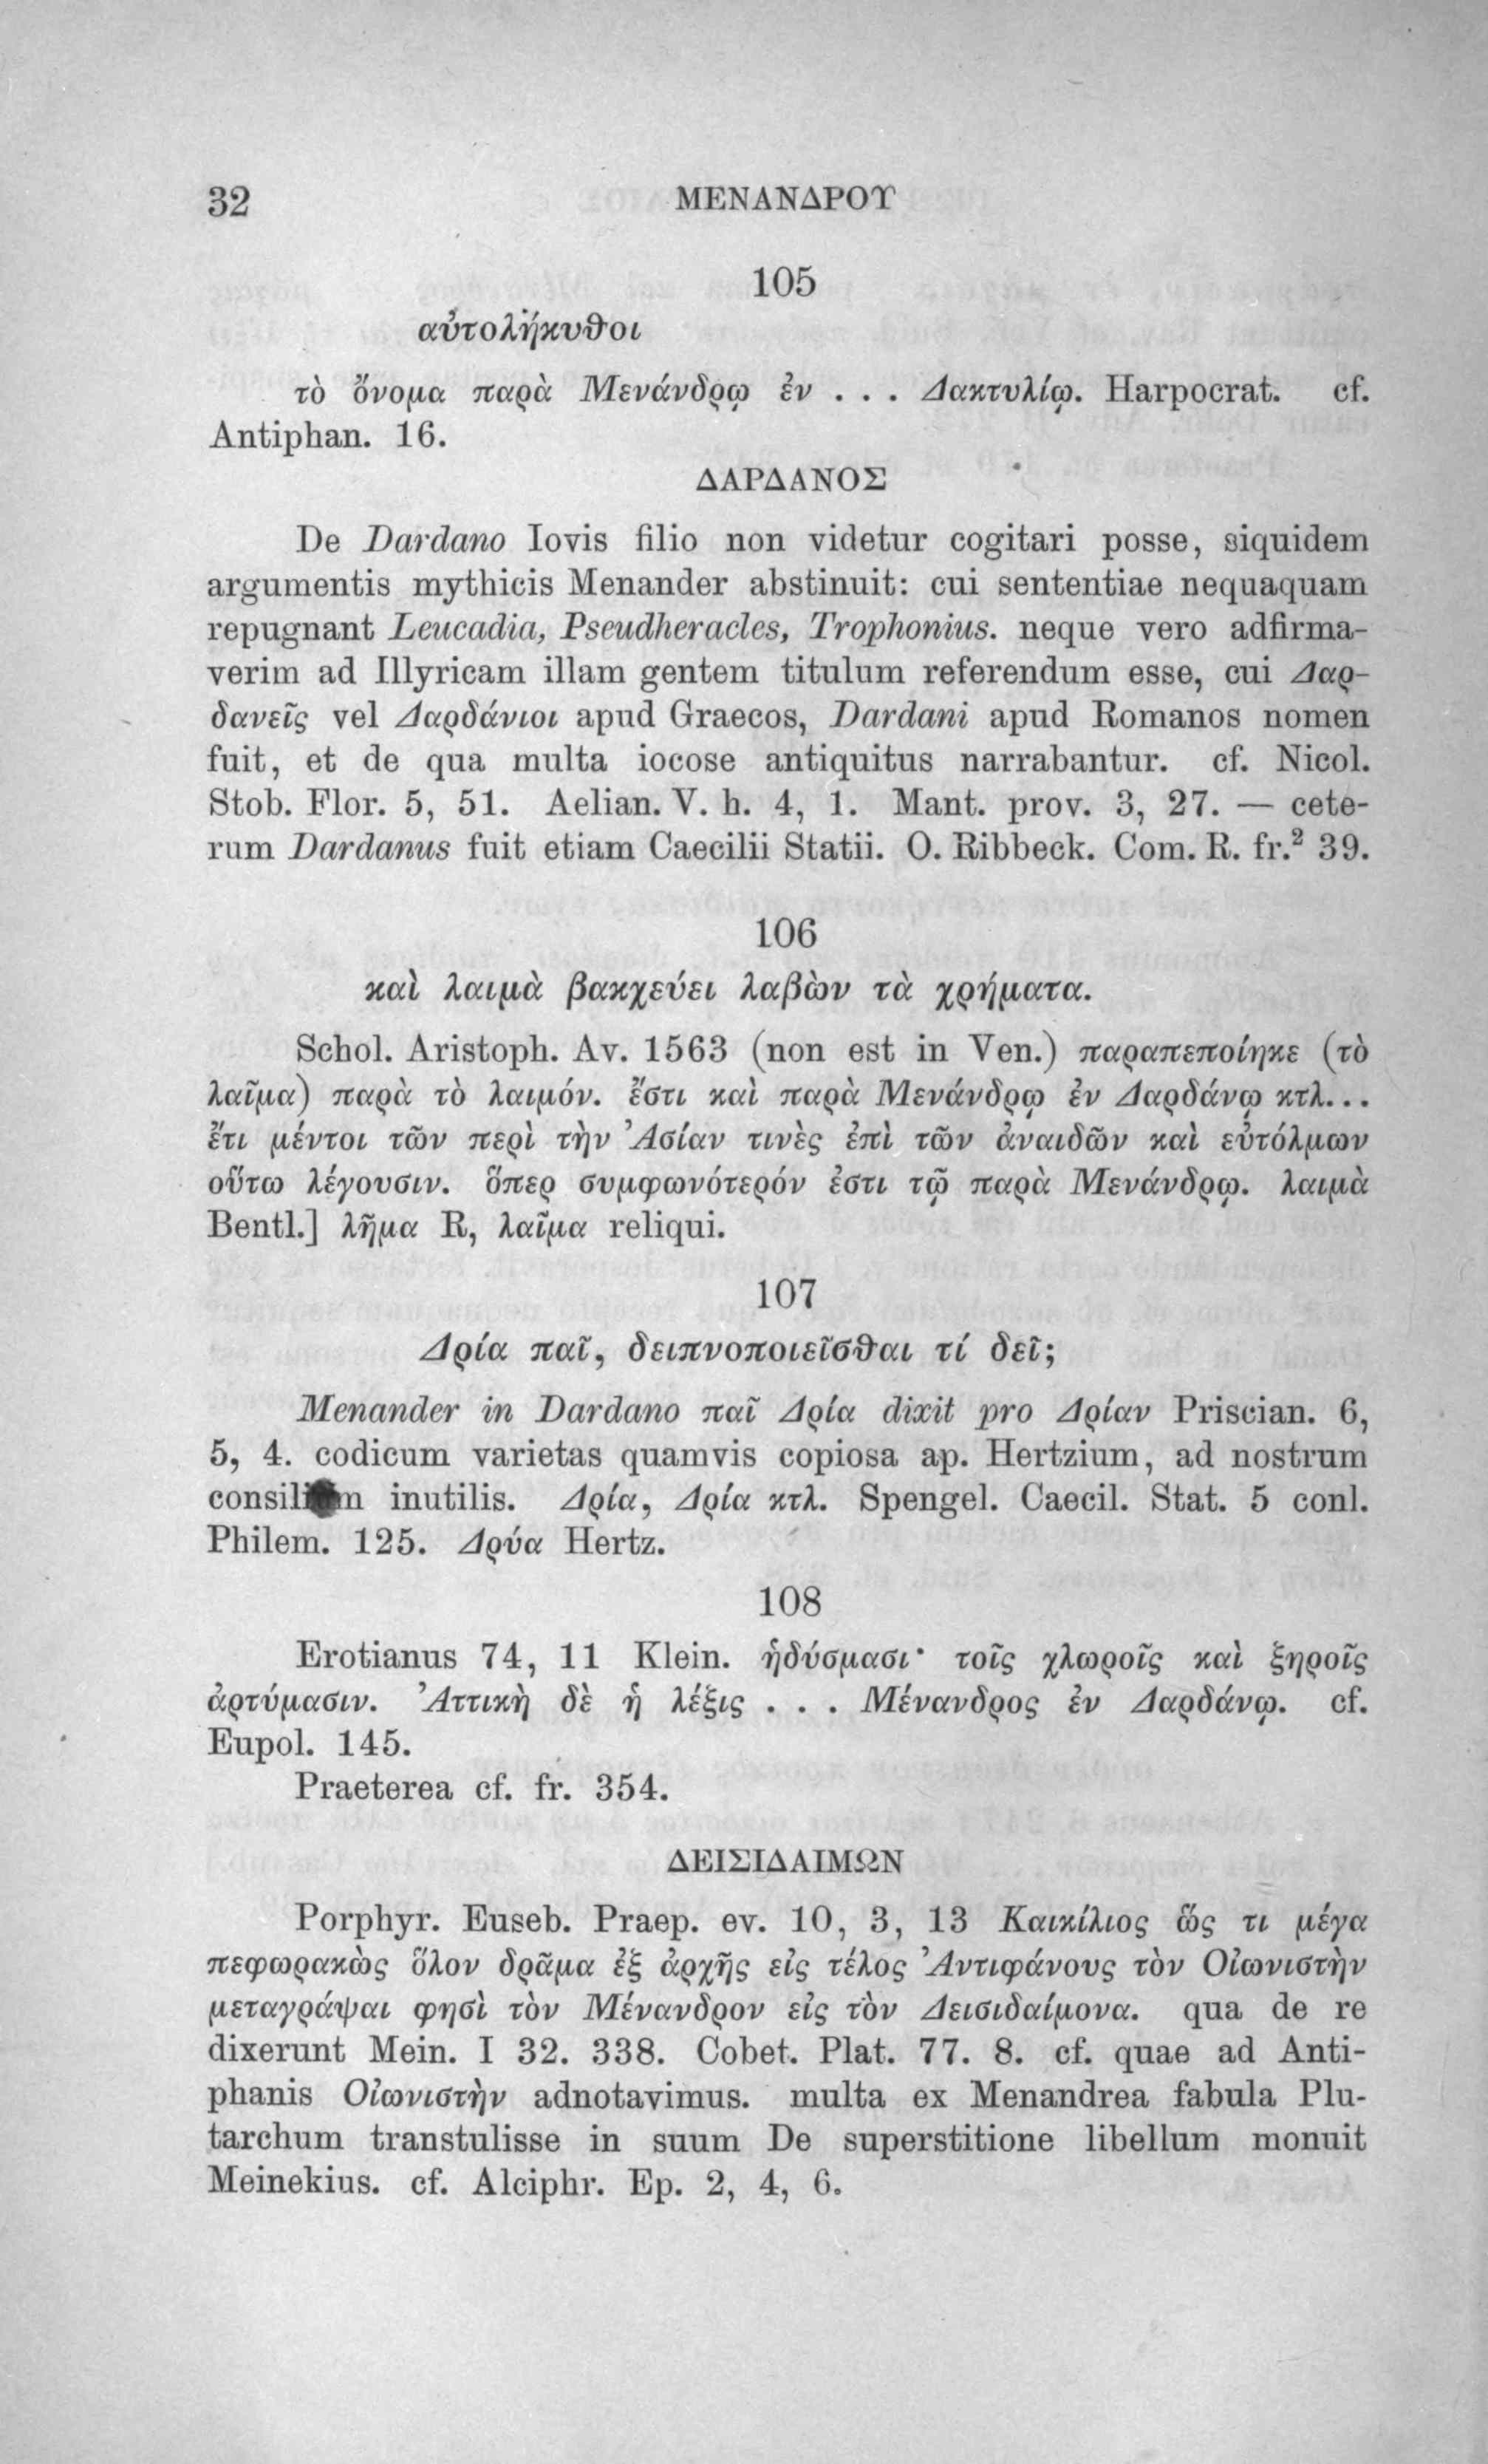 32
ΜΕΝΑΝΔΡΟΥ
105
αὐτολήκυθοι
τὸ ὄνομα παρὰ Μενάνδρῳ ἐν . . . Δακτυλίῳ. Harpocrat. cf.
Antiphan. 16.
ΔΑΡΔΑΝΟΣ
De Dardano Iovis filio non videtur cogitari posse, siquidem
argumentis mythicis Menander abstinuit: cui sententiae nequaquam
repugnant Leucadia, Pseudheracles, Trophonius. neque vero adfirma-
verim ad Illyricam illam gentem titulum referendum esse, cui Δαρ-
δανεῖς vel Δαρδάνιοι apud Graecos, Dardani apud Romanos nomen
fuit, et de qua multa iocose antiquitus narrabantur. cf. Nicol.
Stob. Flor. 5, 51. Aelian. V. h. 4, 1. Mant. prov. 3, 27. — cete-
rum Dardanus fuit etiam Caecilii Statii. O. Ribbeck. Com. R. fr.² 39.
106
καὶ λαιμὰ βακχεύει λαβὼν τὰ χρήματα.
Schol. Aristoph. Av. 1563 (non est in Ven.) παραπεποίηκε (τὸ
λαῖμα) παρὰ τὸ λαιμόν. ἔστι καὶ παρὰ Μενάνδρῳ ἐν Δαρδάνῳ κτλ...
ἔτι μέντοι τῶν περὶ τὴν Ἀσίαν τινὲς ἐπὶ τῶν ἀναιδῶν καὶ εὐτόλμων
οὕτω λέγουσιν. ὅπερ συμφωνότερόν ἐστι τῷ παρὰ Μενάνδρῳ. λαιμὰ
Bentl.] λῆμα R, λαῖμα reliqui.
107
Δρία παῖ, δειπνοποιεῖσθαι τί δεῖ;
Menander in Dardano παῖ Δρία dixit pro Δρίαν Priscian. 6,
5, 4. codicum varietas quamvis copiosa ap. Hertzium, ad nostrum
consilium inutilis. Δρία, Δρία κτλ. Spengel. Caecil. Stat. 5 conl.
Philem. 125. Δρύα Hertz.
108
Erotianus 74, 11 Klein. ἡδύσμασι· τοῖς χλωροῖς καὶ ξηροῖς
ἀρτύμασιν. Ἀττικὴ δὲ ἡ λέξις . . . Μένανδρος ἐν Δαρδάνῳ. cf.
Eupol. 145.
Praeterea cf. fr. 354.
ΔΕΙΣΙΔΑΙΜΩΝ
Porphyr. Euseb. Praep. ev. 10, 3, 13 Καικίλιος ὥς τι μέγα
πεφωρακὼς ὅλον δρᾶμα ἐξ ἀρχῆς εἰς τέλος Ἀντιφάνους τὸν Οἰωνιστὴν
μεταγράψαι φησὶ τὸν Μένανδρον εἰς τὸν Δεισιδαίμονα. qua de re
dixerunt Mein. I 32. 338. Cobet. Plat. 77. 8. cf. quae ad Anti-
phanis Οἰωνιστὴν adnotavimus. multa ex Menandrea fabula Plu-
tarchum transtulisse in suum De superstitione libellum monuit
Meinekius. cf. Alciphr. Ep. 2, 4, 6.